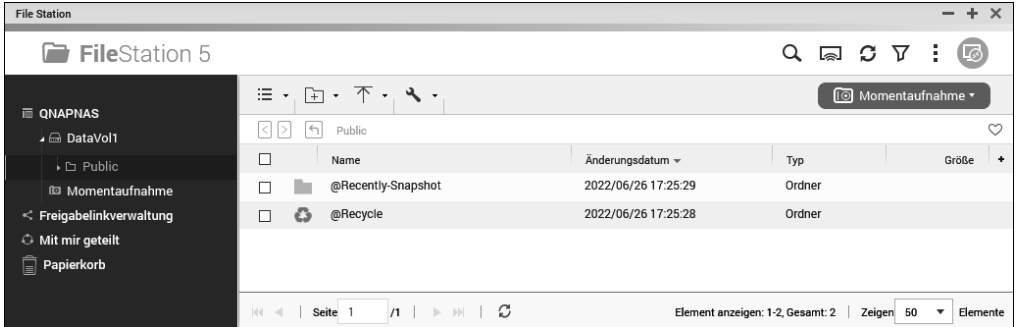 File Station
FileStation 5
QNAPNAS
DataVol1
Public
Momentaufnahme
Freigabelinkverwaltung
Mit mir geteilt
Papierkorb
Momentaufnahme
Public
Name Änderungsdatum Typ Größe
@Recently-Snapshot 2022/06/26 17:25:29 Ordner
@Recycle 2022/06/26 17:25:28 Ordner
Seite 1 /1 Element anzeigen: 1-2, Gesamt: 2 Zeigen 50 Elemente